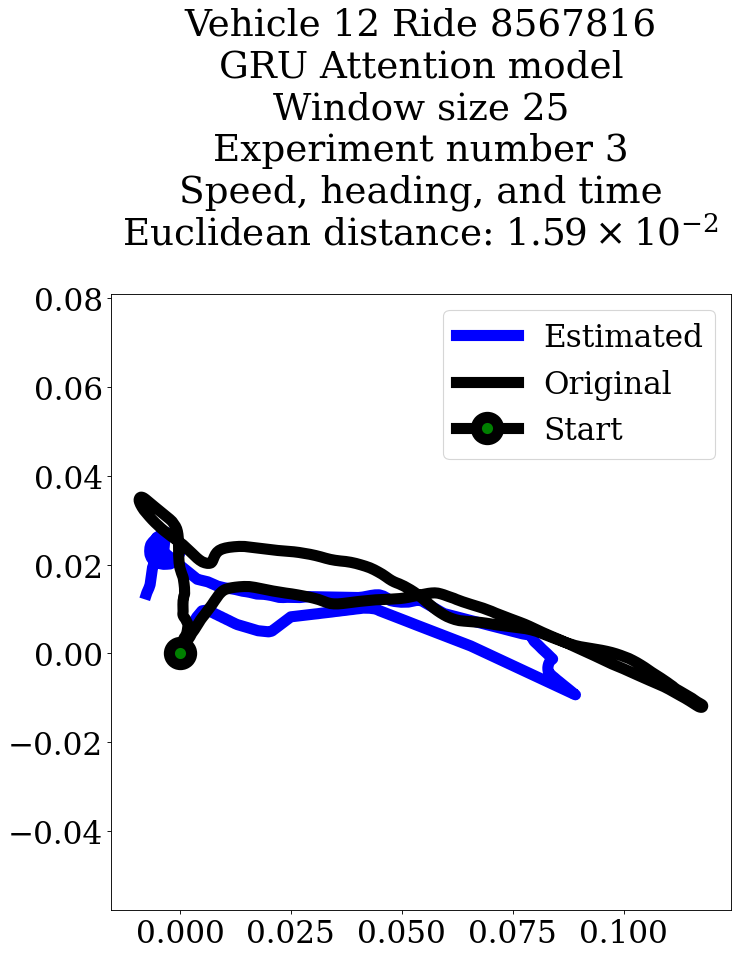 Vehicle 12 Ride 8567816
GRU Attention model
Window size 25
Experiment number 3
Speed, heading, and time
Euclidean distance: 1.59 × 10⁻²
0.08
0.06
0.04
0.02
0.00
−0.02
−0.04
Estimated
Original
Start
0.000 0.025 0.050 0.075 0.100